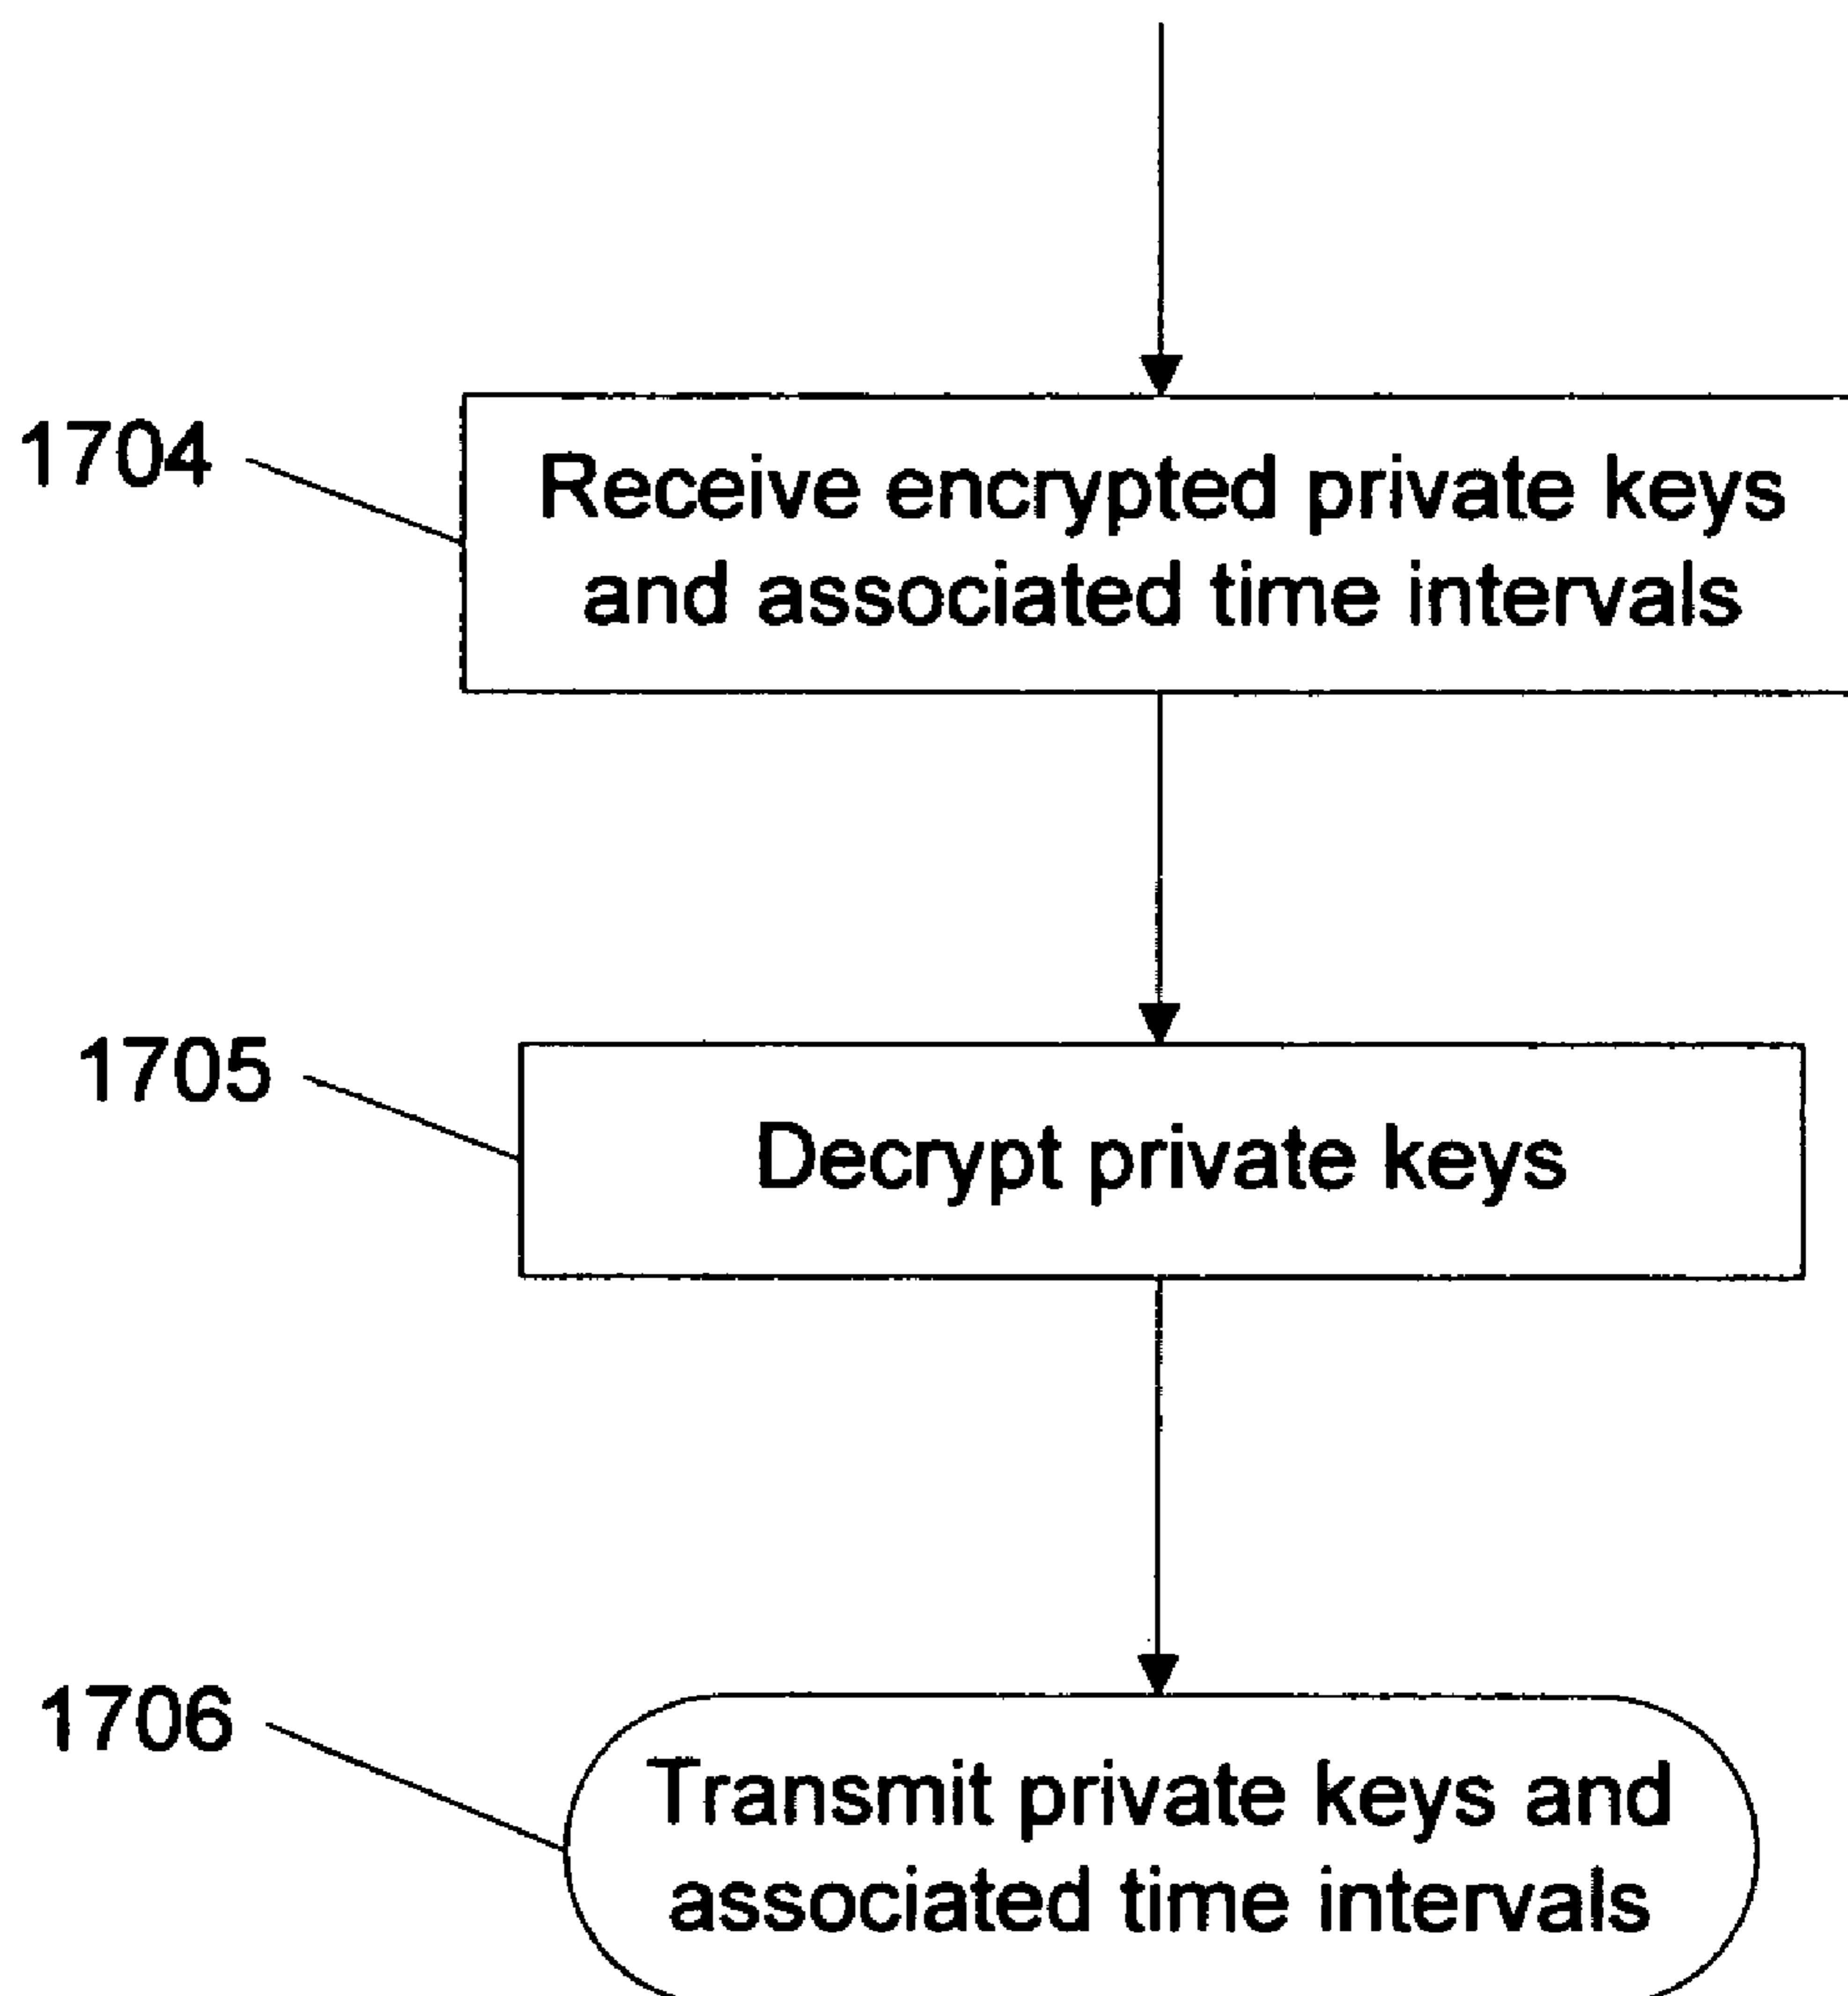 1704
Receive encrypted private keys
and associated time intervals
1705
Decrypt private keys
1706
Transmit private keys and
associated time intervals